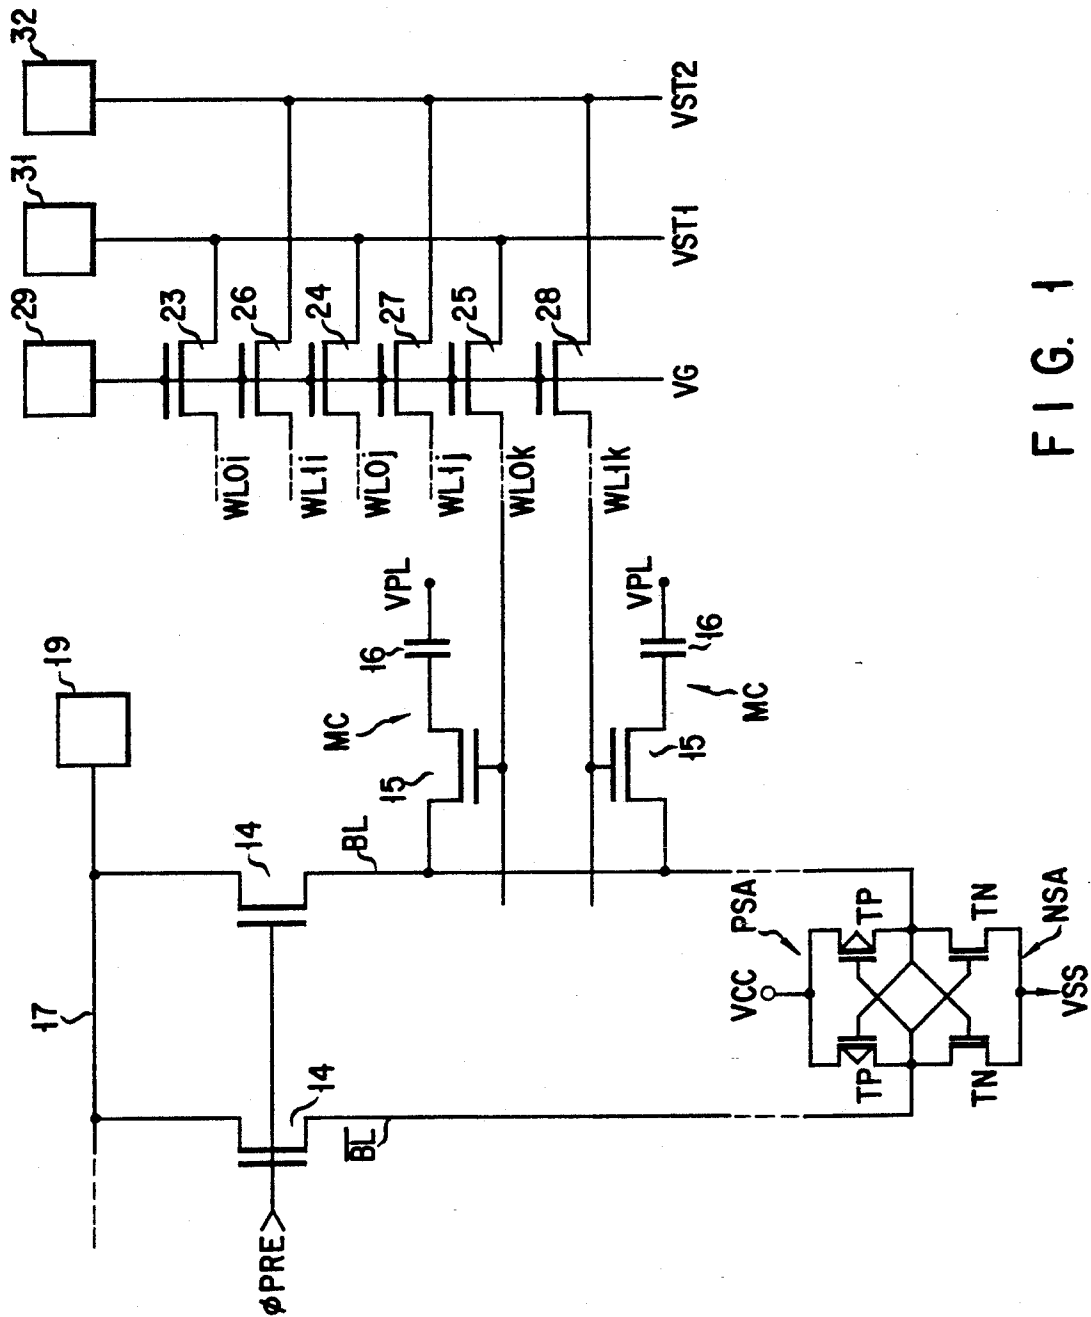 32
31
29
VST2
VST1
VG
23
26
24
27
25
28
WL0i
WL1i
WL0j
WL1j
WL0k
WL1k
19
17
14
14
ϕPRE
BL
BL
MC
15
16
VPL
MC
15
16
VPL
PSA
VCC
TP
TP
TN
TN
NSA
VSS
FIG. 1